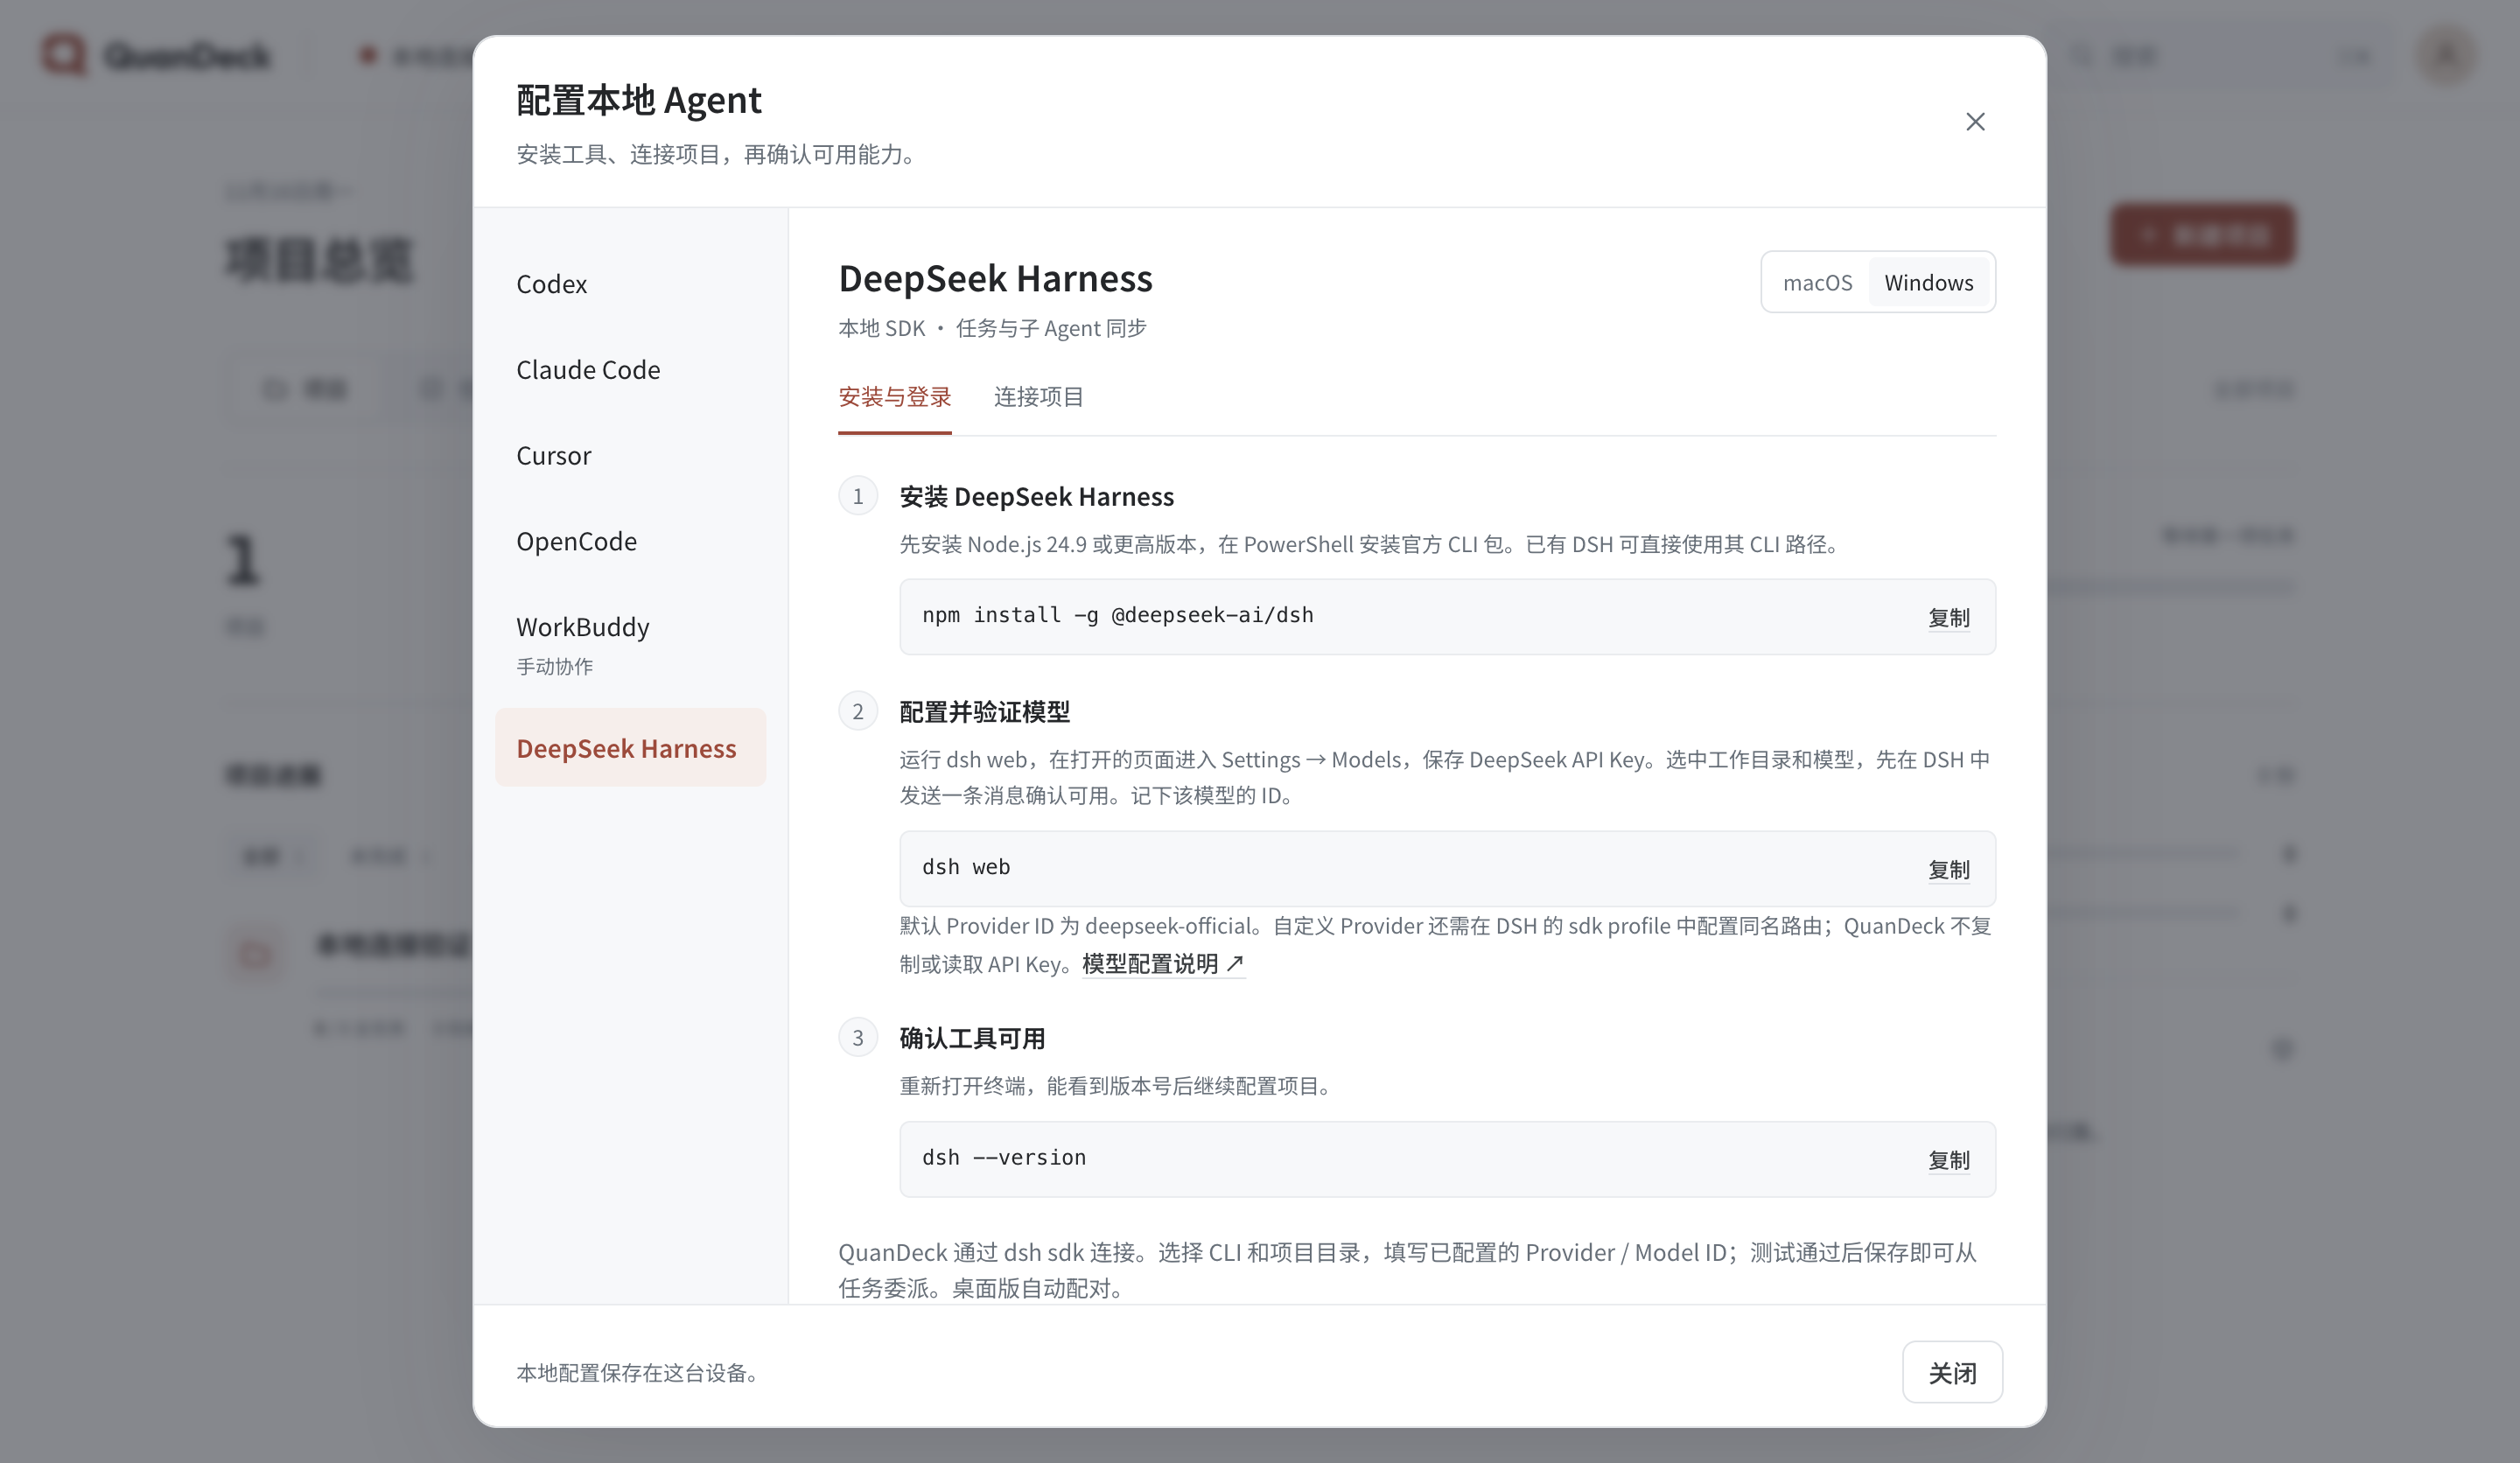 QuanDeck
项目总览
1
配置本地 Agent
安装工具、连接项目，再确认可用能力。
Codex
Claude Code
Cursor
OpenCode
WorkBuddy
手动协作
DeepSeek Harness
DeepSeek Harness
macOS
Windows
本地 SDK • 任务与子 Agent 同步
安装与登录
连接项目
1
安装 DeepSeek Harness
先安装 Node.js 24.9 或更高版本，在 PowerShell 安装官方 CLI 包。已有 DSH 可直接使用其 CLI 路径。
npm install -g @deepseek-ai/dsh
复制
2
配置并验证模型
运行 dsh web，在打开的页面进入 Settings → Models，保存 DeepSeek API Key。选中工作目录和模型，先在 DSH 中
发送一条消息确认可用。记下该模型的 ID。
dsh web
复制
默认 Provider ID 为 deepseek-official。自定义 Provider 还需在 DSH 的 sdk profile 中配置同名路由；QuanDeck 不复
制或读取 API Key。模型配置说明 ↗
3
确认工具可用
重新打开终端，能看到版本号后继续配置项目。
dsh --version
复制
QuanDeck 通过 dsh sdk 连接。选择 CLI 和项目目录，填写已配置的 Provider / Model ID；测试通过后保存即可从
任务委派。桌面版自动配对。
本地配置保存在这台设备。
关闭